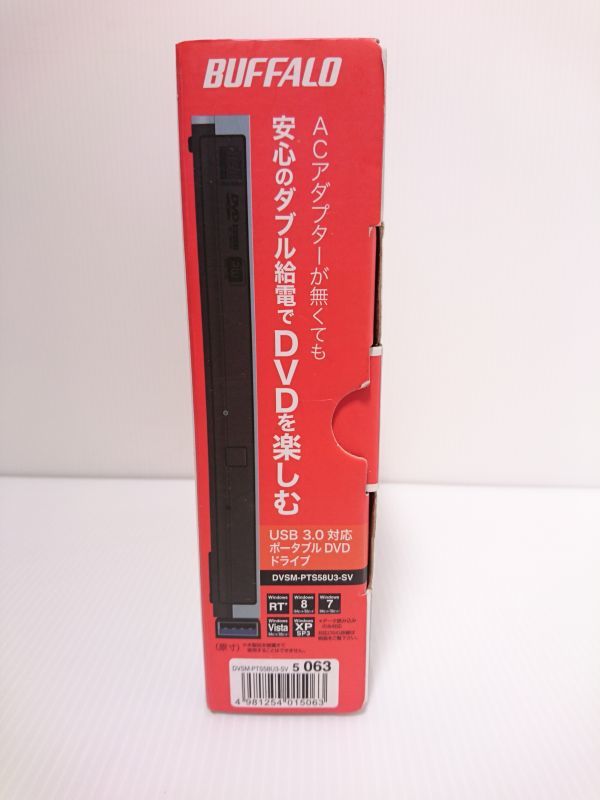 BUFFALO
ACアダプターが無くても
安心のダブル給電でDVDを楽しむ
USB 3.0 対応
ポータブル DVD
ドライブ
DVSM-PTS58U3-SV
Windows RT*
Windows 8
Windows 7
Windows Vista
Windows XP SP3
(原寸)
DVSM-PTS58U3-SV 5 063
4 981254 015063
DVD